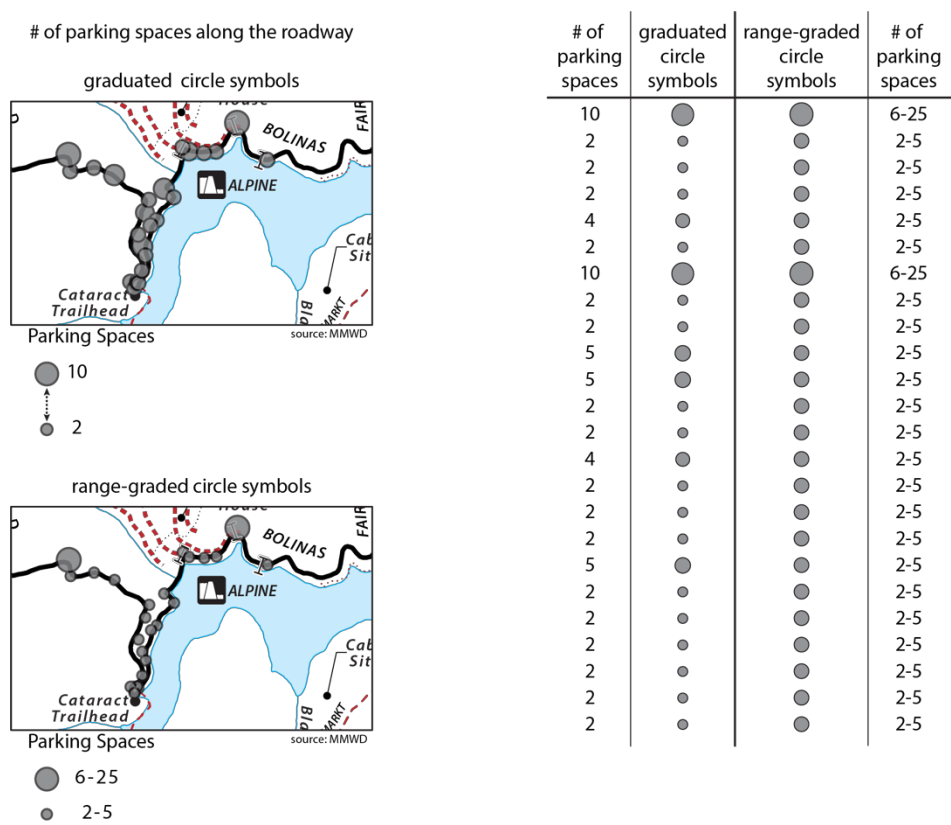 # of parking spaces along the roadway
graduated circle symbols
House
BOLINAS
FAIR
ALPINE
Cab
Sit
Cataract
Trailhead
MARKT
source: MMWD
Parking Spaces
10
2
range-graded circle symbols
BOLINAS
FAIR
ALPINE
Cab
Sit
Cataract
Trailhead
MARKT
source: MMWD
Parking Spaces
6-25
2-5
# of parking spaces graduated circle symbols range-graded circle symbols # of parking spaces
10 6-25
2 2-5
2 2-5
2 2-5
4 2-5
2 2-5
10 6-25
2 2-5
2 2-5
5 2-5
5 2-5
2 2-5
2 2-5
4 2-5
2 2-5
2 2-5
2 2-5
5 2-5
2 2-5
2 2-5
2 2-5
2 2-5
2 2-5
2 2-5